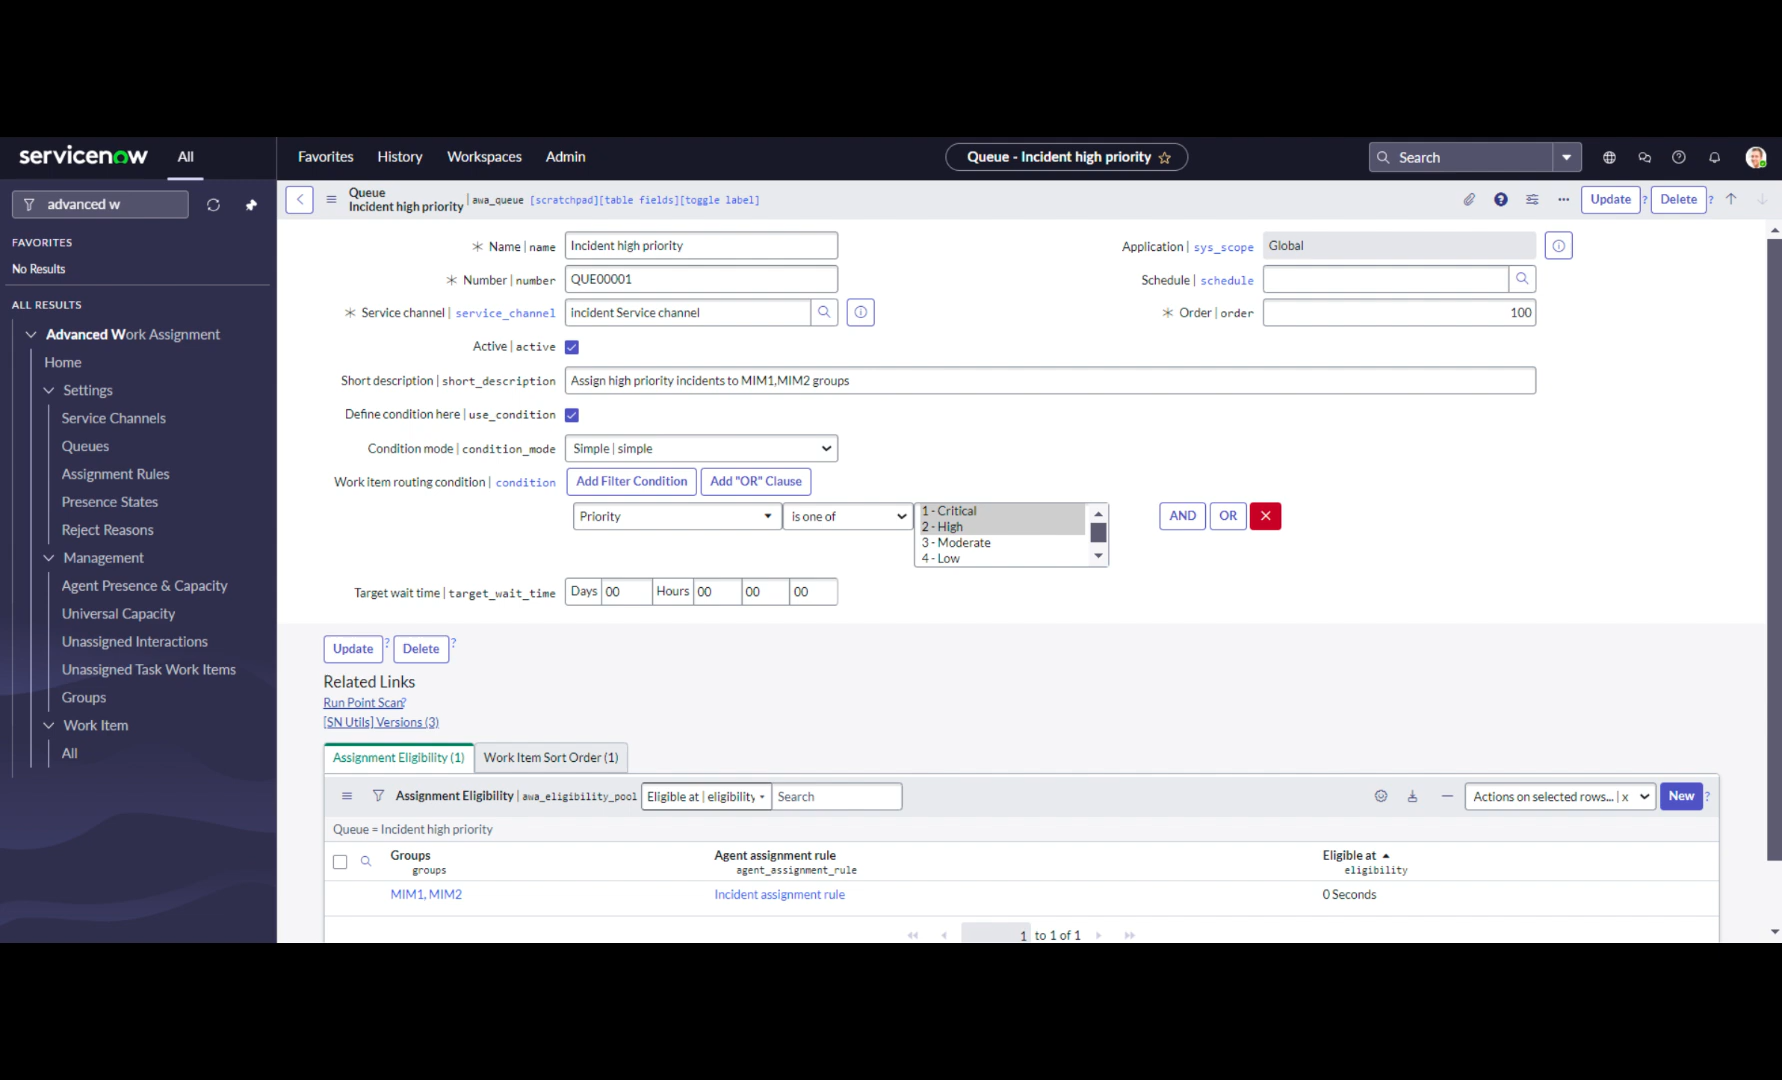 servicenow All Favorites History Workspaces Admin Queue - Incident high priority Search
advanced w
FAVORITES
No Results
ALL RESULTS
Advanced Work Assignment
Home
Settings
Service Channels
Queues
Assignment Rules
Presence States
Reject Reasons
Management
Agent Presence & Capacity
Universal Capacity
Unassigned Interactions
Unassigned Task Work Items
Groups
Work Item
All
Queue
Incident high priority | awa_queue [scratchpad][table fields][toggle label] Update ? Delete ?
Name | name Incident high priority Application | sys_scope Global
Number | number QUE00001 Schedule | schedule
Service channel | service_channel incident Service channel Order | order 100
Active | active
Short description | short_description Assign high priority incidents to MIM1,MIM2 groups
Define condition here | use_condition
Condition mode | condition_mode Simple | simple
Work item routing condition | condition Add Filter Condition Add "OR" Clause
Priority is one of 1 - Critical AND OR
2 - High
3 - Moderate
4 - Low
Target wait time | target_wait_time Days 00 Hours 00 00 00
Update ? Delete ?
Related Links
Run Point Scan?
[SN Utils] Versions (3)
Assignment Eligibility (1) Work Item Sort Order (1)
Assignment Eligibility | awa_eligibility_pool Eligible at | eligibility Search Actions on selected rows... | x New ?
Queue = Incident high priority
Groups Agent assignment rule Eligible at
groups agent_assignment_rule eligibility
MIM1, MIM2 Incident assignment rule 0 Seconds
1 to 1 of 1